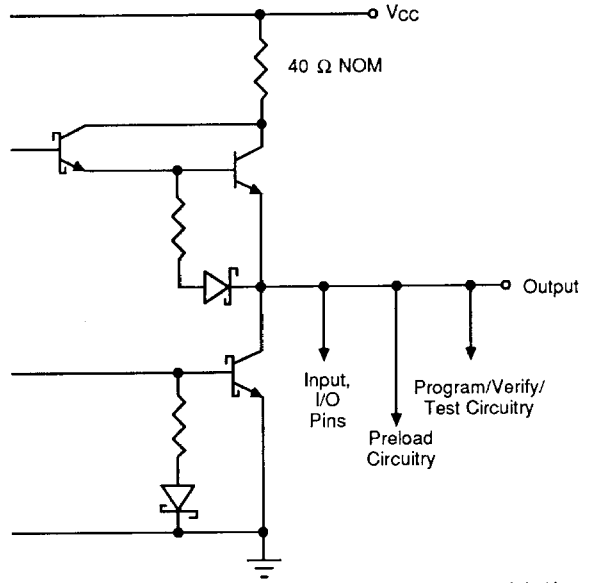 Vcc
40 Ω NOM
Output
Input,
I/O
Pins
Program/Verify/
Test Circuitry
Preload
Circuitry